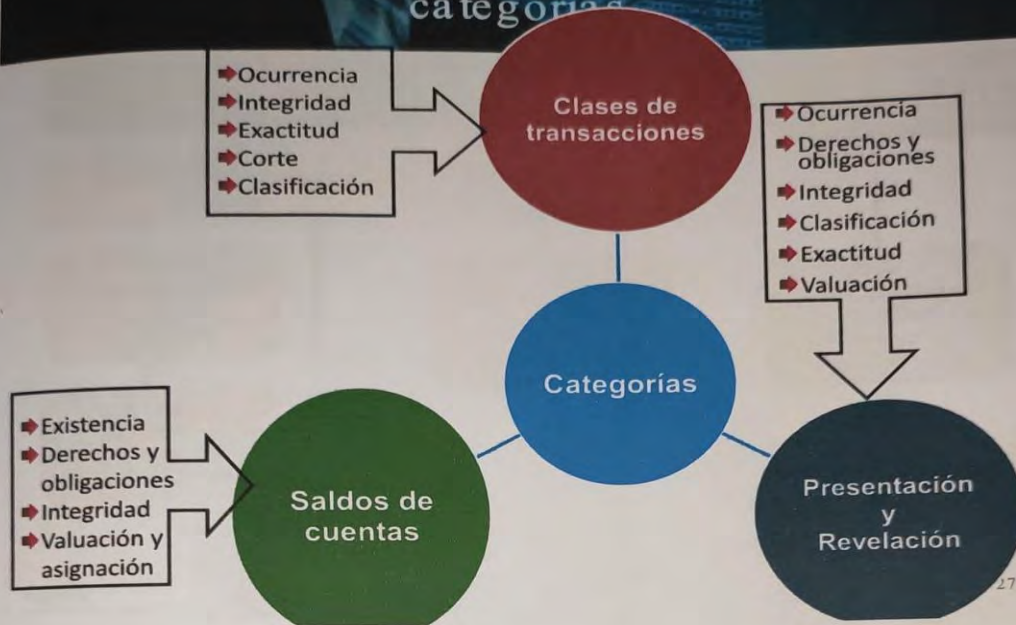 categorías
Ocurrencia
Integridad
Exactitud
Corte
Clasificación
Clases de
transacciones
Ocurrencia
Derechos y
obligaciones
Integridad
Clasificación
Exactitud
Valuación
Categorías
Existencia
Derechos y
obligaciones
Integridad
Valuación y
asignación
Saldos de
cuentas
Presentación
y
Revelación
27